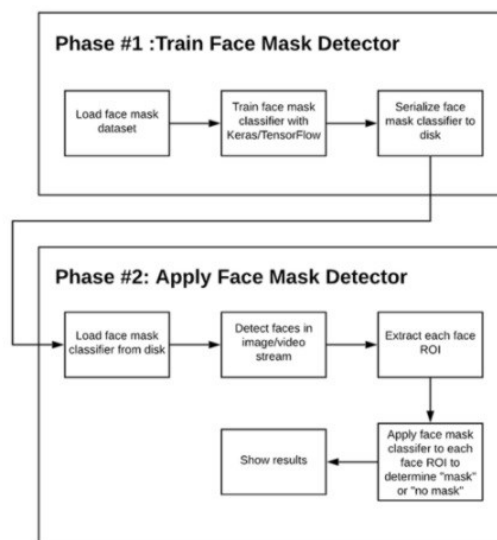 Phase #1 :Train Face Mask Detector
Load face mask
dataset
Train face mask
classifier with
Keras/TensorFlow
Serialize face
mask classifier to
disk
Phase #2: Apply Face Mask Detector
Load face mask
classifier from disk
Detect faces in
image/video
stream
Extract each face
ROI
Show results
Apply face mask
classifer to each
face ROI to
determine "mask"
or "no mask"